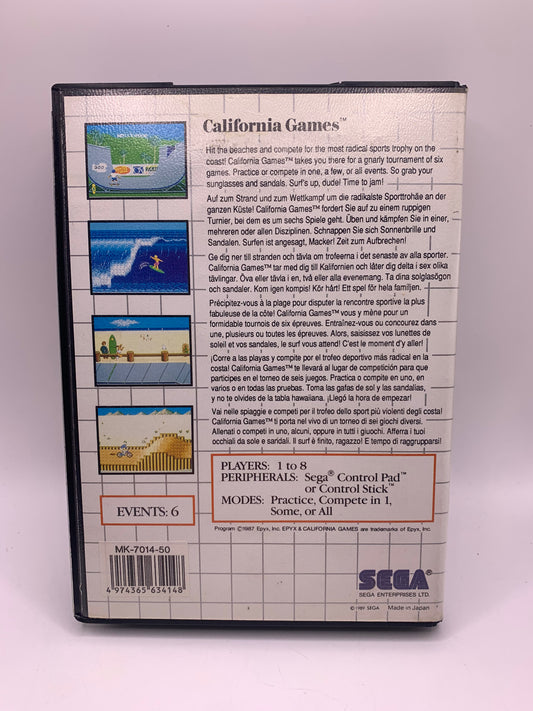 California Games™
Hit the beaches and compete for the most radical sports trophy on the
coast! California Games™ takes you there for a gnarly tournament of six
games. Practice or compete in one, a few, or all events. So grab your
sunglasses and sandals. Surf's up, dude! Time to jam!
Auf zum Strand und zum Wettkampf um die radikalste Sporttrohäe an der
ganzen Küste! California Games™ fordert Sie auf zu einem ruppigen
Turnier, bei dem es um sechs Spiele geht. Üben und kämpfen Sie in einer,
mehreren oder allen Disziplinen. Schnappen Sie sich Sonnenbrille und
Sandalen. Surfen ist angesagt, Macker! Zeit zum Aufbrechen!
Ge dig ner till stranden och tävla om trofeerna i det senaste av alla sporter.
California Games™ tar med dig till Kalifornien och låter dig delta i sex olika
tävlingar. Öva eller tävla i en, två eller alla evenemang. Ta dina solglasögon
och sandaler. Kom igen kompis! Kör hårt! Ett spel för hela familjen.
Précipitez-vous à la plage pour disputer la rencontre sportive la plus
fabuleuse de la côte! California Games™ vous y mène pour un
formidable tournois de six épreuves. Entraînez-vous ou concourez dans
une, plusieurs ou toutes les épreuves. Alors, saisissez vos lunettes de
soleil et vos sandales, le surf vous attend! C'est le moment d'y aller!
¡Corre a las playas y compite por el trofeo deportivo más radical en la
costa! California Games™ te llevará al lugar de competición para que
participes en el torneo de seis juegos. Practica o compite en uno, en
varios o en todas las pruebas. Toma las gafas de sol y las sandalias,
y no te olvides de la tabla hawaiiana. ¡Llegó la hora de empezar!
Vai nelle spiaggie e competi per il trofeo dello sport più violenti degli costa!
California Games™ ti porta nel vivo di un torneo di sei giochi diversi.
Allenati o competi in uno, alcuni, oppure in tutti i giuochi. Afferra i tuoi
occhiali da sole e saridali. Il surf è finito, ragazzo! E tempo di raggruppارsi!
PLAYERS: 1 to 8
PERIPHERALS: Sega® Control Pad™
or Control Stick™
MODES: Practice, Compete in 1,
Some, or All
EVENTS: 6
Program ©1987 Epyx, Inc. EPYX & CALIFORNIA GAMES are trademarks of Epyx, Inc.
MK-7014-50
4 974365 634148
SEGA
SEGA ENTERPRISES LTD.
© 1989 SEGA Made in Japan